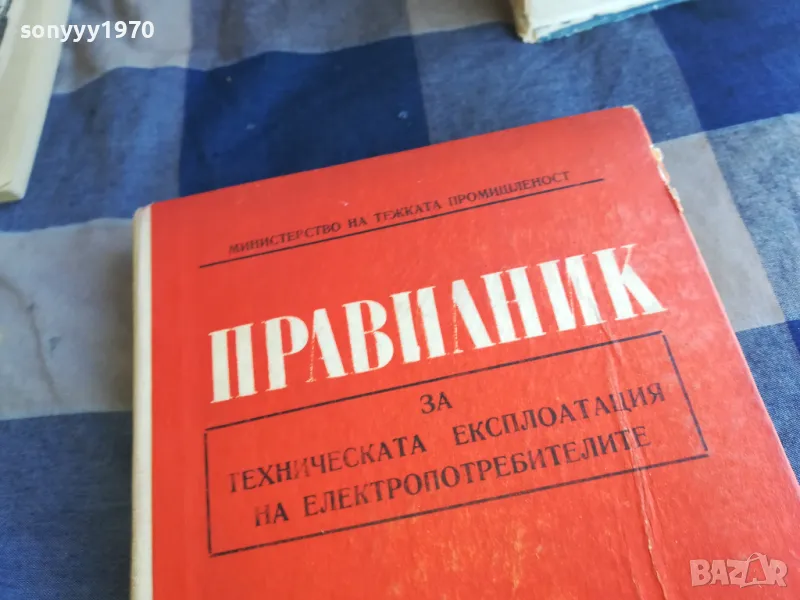 sonyyy1970
МИНИСТЕРСТВО НА ТЕЖКАТА ПРОМИШЛЕНОСТ
ПРАВИЛНИК
ЗА
ТЕХНИЧЕСКАТА ЕКСПЛОАТАЦИЯ
НА ЕЛЕКТРОПОТРЕБИТЕЛИТЕ
BAZAR